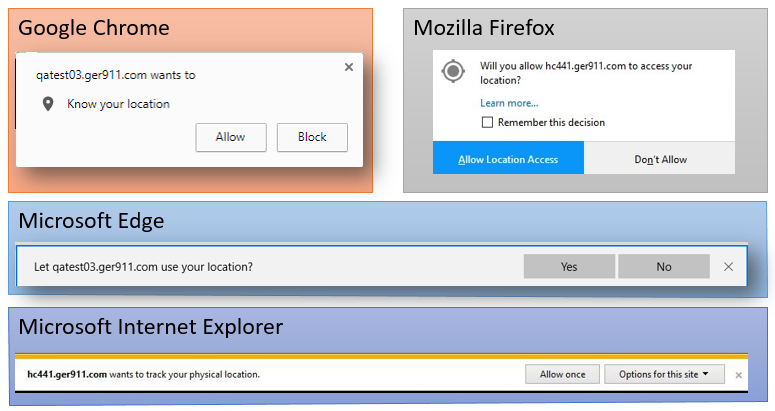 Google Chrome
qatest03.ger911.com wants to
Know your location
Allow
Block
Mozilla Firefox
Will you allow hc441.ger911.com to access your
location?
Learn more...
Remember this decision
Allow Location Access
Don't Allow
Microsoft Edge
Let qatest03.ger911.com use your location?
Yes
No
Microsoft Internet Explorer
hc441.ger911.com wants to track your physical location.
Allow once
Options for this site